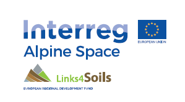 Interreg
EUROPEAN UNION
Alpine Space
Links4Soils
EUROPEAN REGIONAL DEVELOPMENT FUND